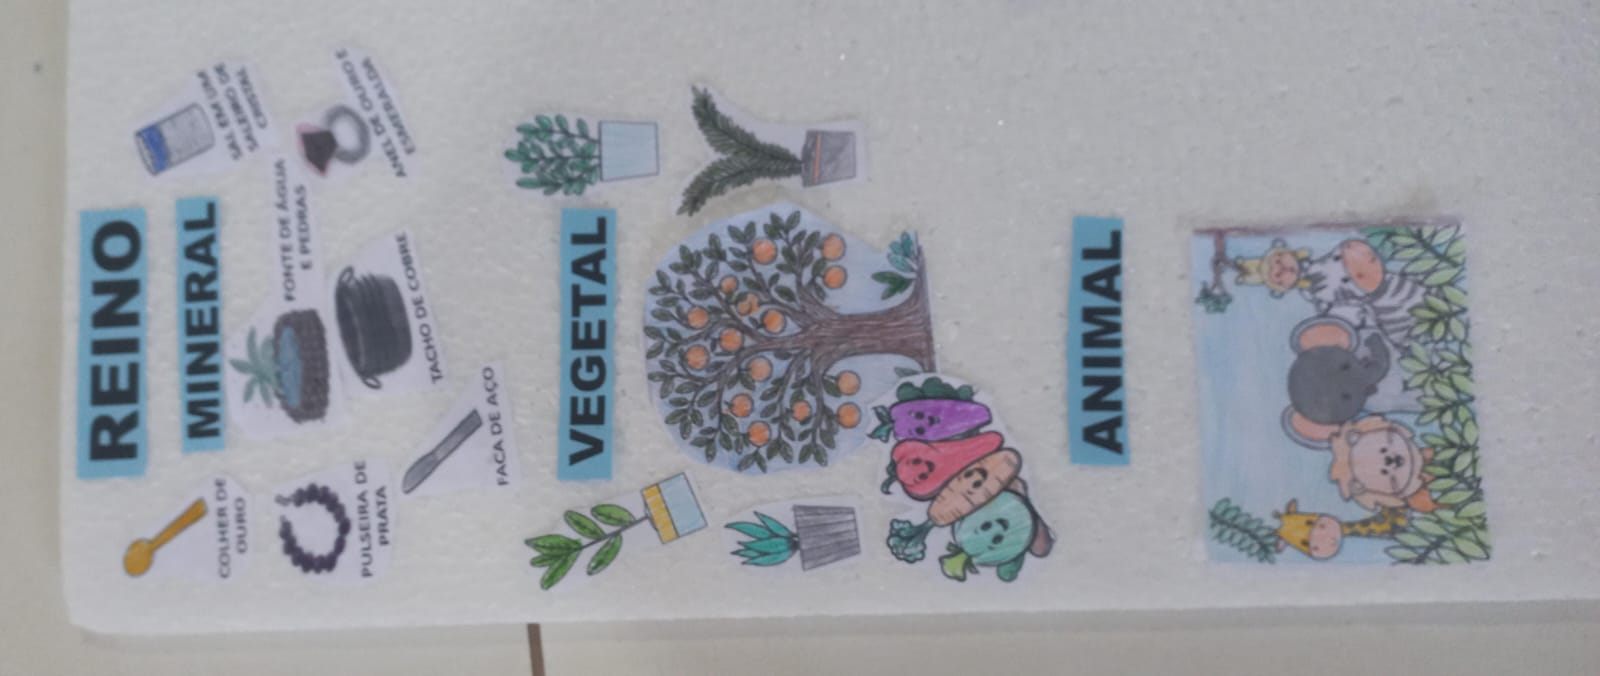 REINO
MINERAL
COLHER DE
OURO
SAL EM UM
SALEIRO DE
CRISTAL
FONTE DE ÁGUA
E PEDRAS
PULSEIRA DE
PRATA
ANEL DE OURO E
ESMERALDA
TACHO DE COBRE
FACA DE AÇO
VEGETAL
ANIMAL